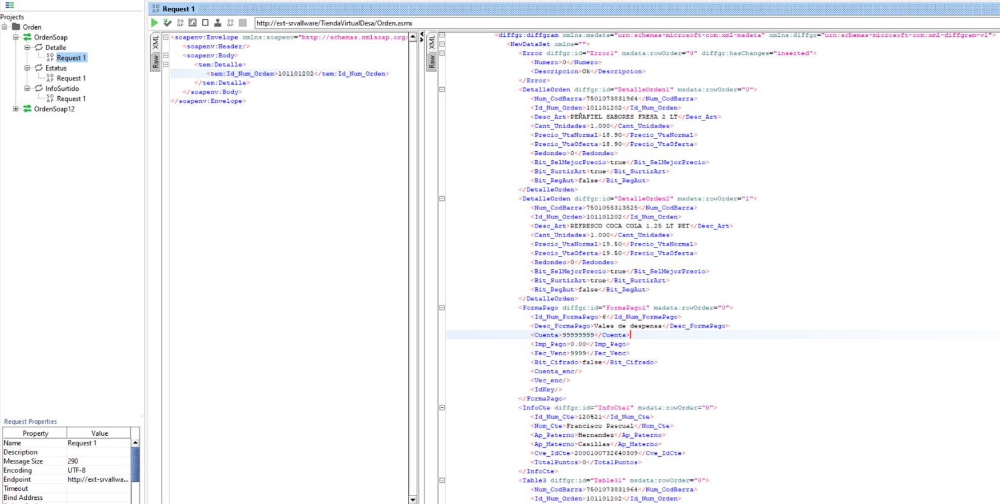 Projects
Orden
OrdenSoap
Detalle
Request 1
Estatus
Request 1
InfoSurtido
Request 1
OrdenSoap12
Request Properties
Property Value
Name Request 1
Description
Message Size 290
Encoding UTF-8
Endpoint http://ext-srvallwa...
Timeout
Bind Address
SO AP Request 1
http://ext-srvallware/TiendaVirtualDesa/Orden.asmx
XML
Raw
<soapenv:Envelope xmlns:soapenv="http://schemas.xmlsoap.org/
<soapenv:Header/>
<soapenv:Body>
<tem:Detalle>
<tem:Id_Num_Orden>101101202</tem:Id_Num_Orden>
</tem:Detalle>
</soapenv:Body>
</soapenv:Envelope>
XML
Raw
<diffgr:diffgram xmlns:msdata="urn:schemas-microsoft-com:xml-msdata" xmlns:diffgr="urn:schemas-microsoft-com:xml-diffgram-v1">
<NewDataSet xmlns="">
<Error diffgr:id="Error1" msdata:rowOrder="0" diffgr:hasChanges="inserted">
<Numero>0</Numero>
<Descripcion>Ok</Descripcion>
</Error>
<DetalleOrden diffgr:id="DetalleOrden1" msdata:rowOrder="0">
<Num_CodBarra>7501073831964</Num_CodBarra>
<Id_Num_Orden>101101202</Id_Num_Orden>
<Desc_Art>PEÑAFIEL SABORES FRESA 2 LT</Desc_Art>
<Cant_Unidades>1.000</Cant_Unidades>
<Precio_VtaNormal>18.90</Precio_VtaNormal>
<Precio_VtaOferta>18.90</Precio_VtaOferta>
<Redondeo>0</Redondeo>
<Bit_SelMejorPrecio>true</Bit_SelMejorPrecio>
<Bit_SurtirArt>true</Bit_SurtirArt>
<Bit_RegAut>false</Bit_RegAut>
</DetalleOrden>
<DetalleOrden diffgr:id="DetalleOrden2" msdata:rowOrder="1">
<Num_CodBarra>7501055313525</Num_CodBarra>
<Id_Num_Orden>101101202</Id_Num_Orden>
<Desc_Art>REFRESCO COCA COLA 1.25 LT PET</Desc_Art>
<Cant_Unidades>1.000</Cant_Unidades>
<Precio_VtaNormal>19.50</Precio_VtaNormal>
<Precio_VtaOferta>19.50</Precio_VtaOferta>
<Redondeo>0</Redondeo>
<Bit_SelMejorPrecio>true</Bit_SelMejorPrecio>
<Bit_SurtirArt>true</Bit_SurtirArt>
<Bit_RegAut>false</Bit_RegAut>
</DetalleOrden>
<FormaPago diffgr:id="FormaPago1" msdata:rowOrder="0">
<Id_Num_FormaPago>6</Id_Num_FormaPago>
<Desc_FormaPago>Vales de despensa</Desc_FormaPago>
<Cuenta>99999999</Cuenta>
<Imp_Pago>0.00</Imp_Pago>
<Fec_Venc>9999</Fec_Venc>
<Bit_Cifrado>false</Bit_Cifrado>
<Cuenta_enc/>
<Vec_enc/>
<IdKey/>
</FormaPago>
<InfoCte diffgr:id="InfoCte1" msdata:rowOrder="0">
<Id_Num_Cte>120521</Id_Num_Cte>
<Nom_Cte>Francisco Pascual</Nom_Cte>
<Ap_Paterno>Hernandez</Ap_Paterno>
<Ap_Materno>Casillas</Ap_Materno>
<Cve_IdCte>2000100732640309</Cve_IdCte>
<TotalPuntos>0</TotalPuntos>
</InfoCte>
<Table3 diffgr:id="Table31" msdata:rowOrder="0">
<Num_CodBarra>7501073831964</Num_CodBarra>
<Id_Num_Orden>101101202</Id_Num_Orden>